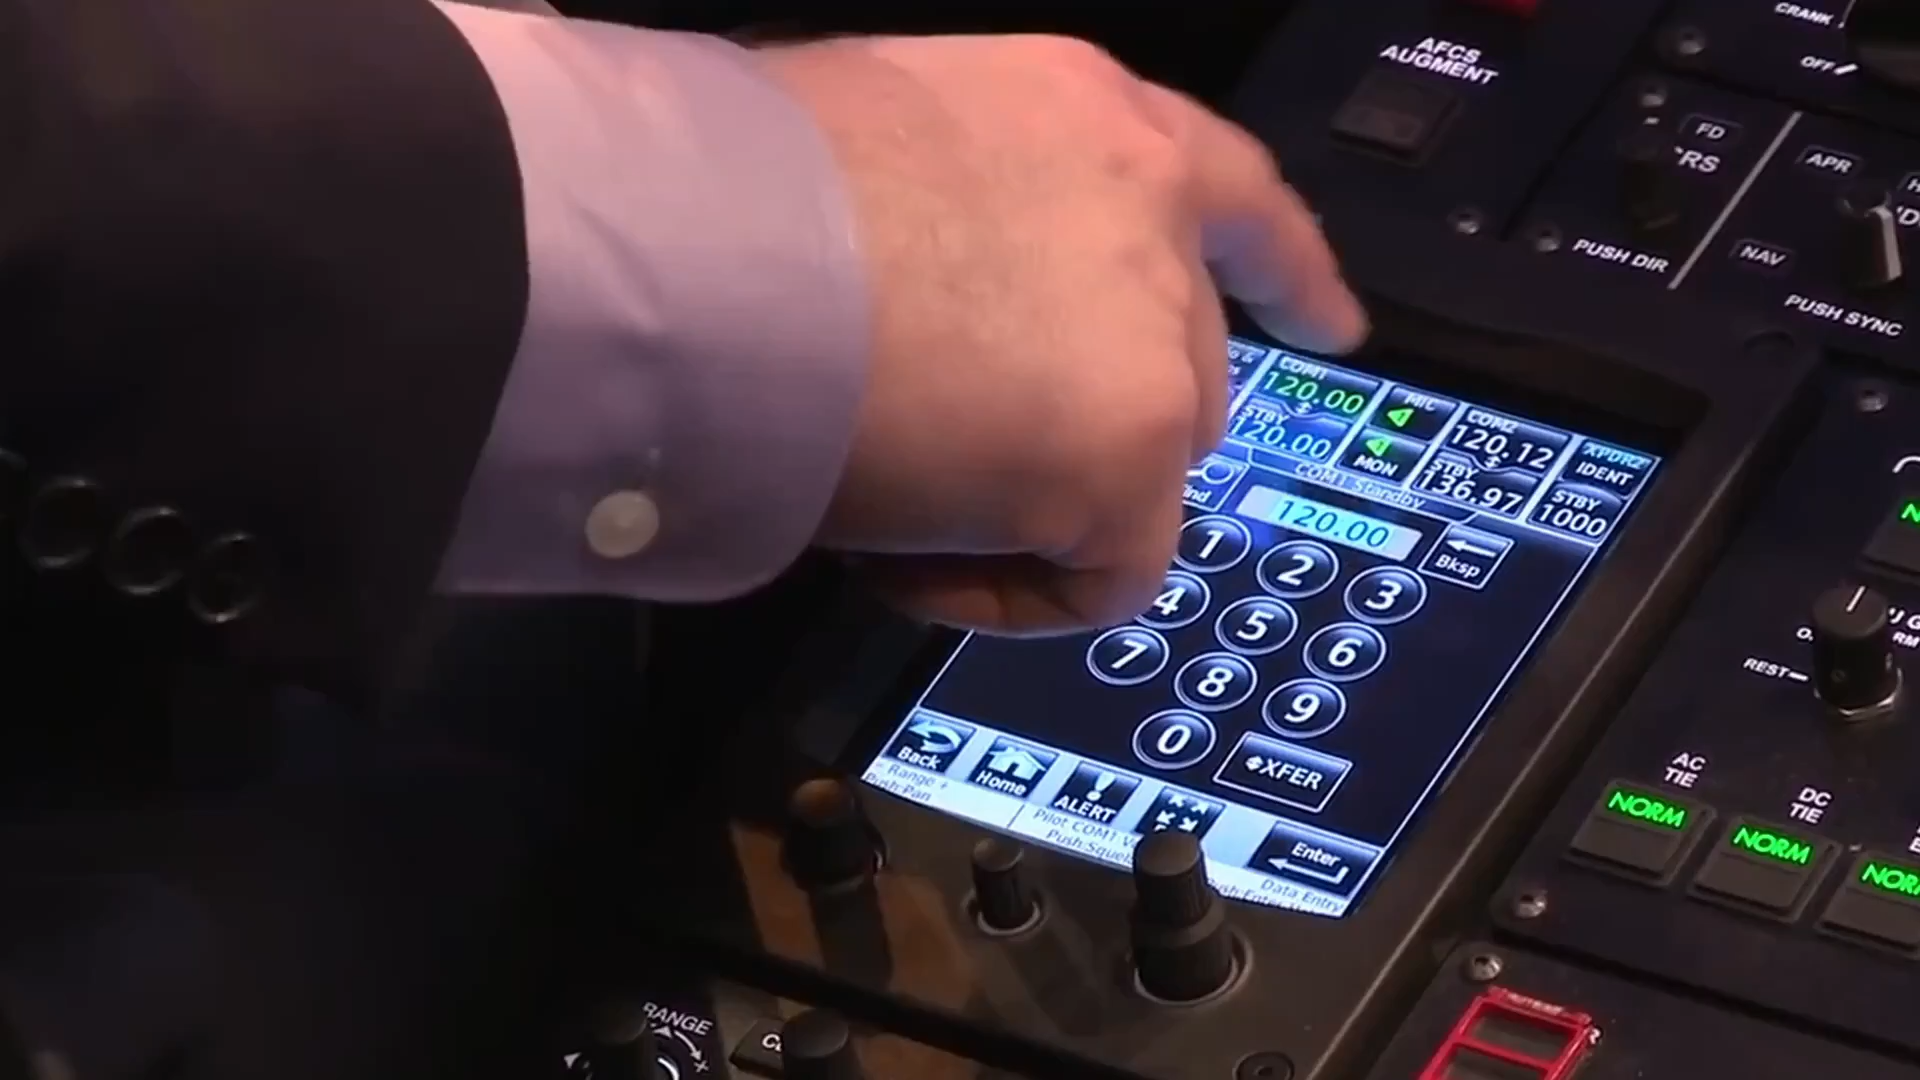 CRANK
OFF
AFCS
AUGMENT
FD
APR
NAV
PUSH DIR
PUSH SYNC
COM1
120.00
STBY
120.00
MIC
MON
COM2
120.12
STBY
136.97
XPDR2
IDENT
STBY
1000
COM1 Standby
120.00
Bksp
1
2
3
4
5
6
7
8
9
0
XFER
Back
Home
ALERT
Enter
- Range +
Push:Pan
Pilot COM1
Data Entry
REST
AC
TIE
NORM
DC
TIE
NORM
RANGE